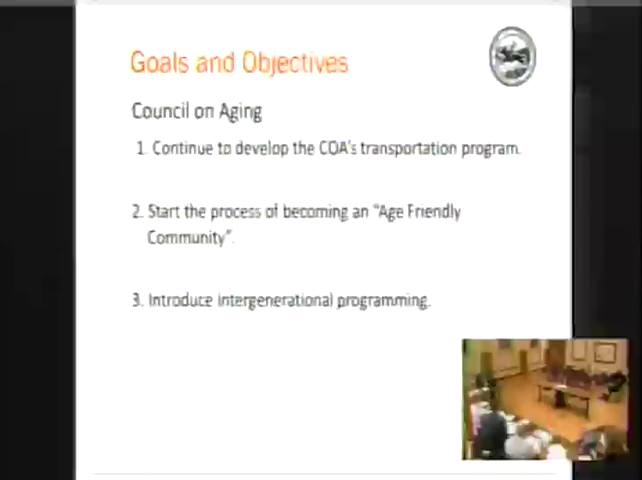 Goals and Objectives
Council on Aging
1. Continue to develop the COA's transportation program.
2. Start the process of becoming an "Age Friendly
Community".
3. Introduce intergenerational programming.